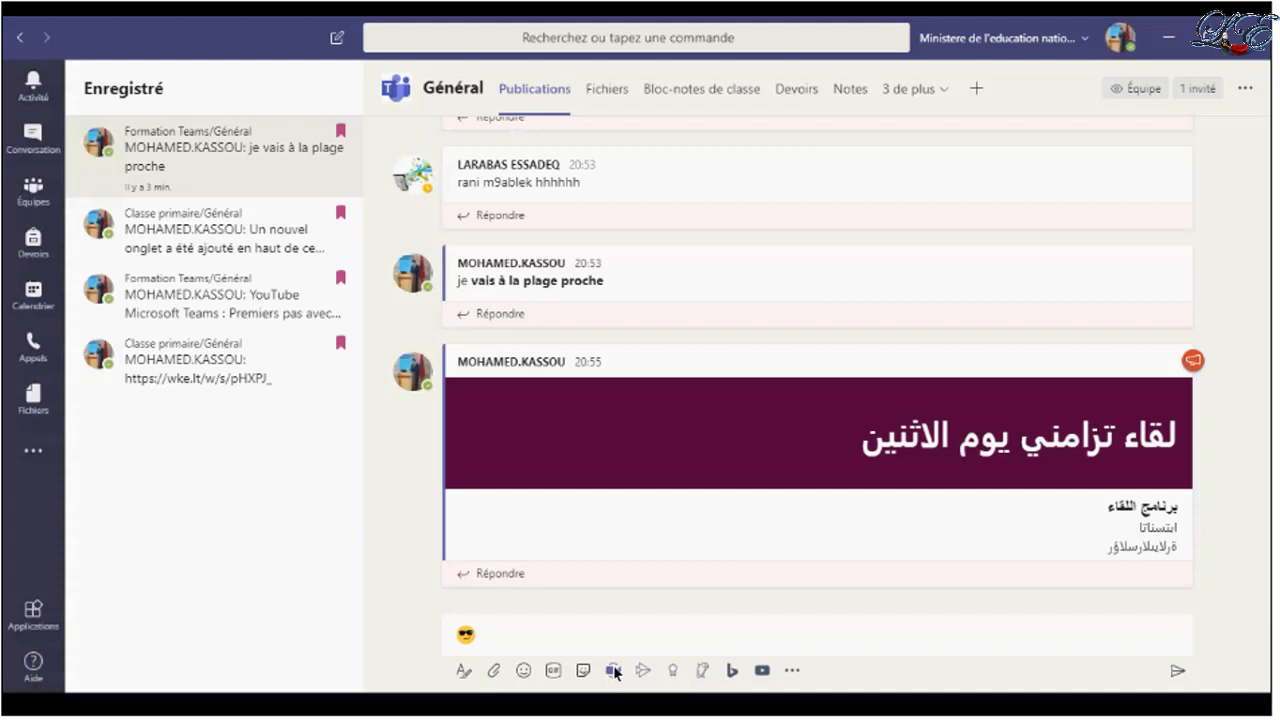 Recherchez ou tapez une commande
Ministere de l'education natio...
Activité
Conversation
Équipes
Devoirs
Calendrier
Appels
Fichiers
Applications
Aide
Enregistré
Formation Teams/Général
MOHAMED.KASSOU: je vais à la plage
proche
Il y a 3 min.
Classe primaire/Général
MOHAMED.KASSOU: Un nouvel
onglet a été ajouté en haut de ce...
Formation Teams/Général
MOHAMED.KASSOU: YouTube
Microsoft Teams : Premiers pas avec...
Classe primaire/Général
MOHAMED.KASSOU:
https://wke.lt/w/s/pHXPJ_
Général Publications Fichiers Bloc-notes de classe Devoirs Notes 3 de plus
Équipe 1 invité
Répondre
LARABAS ESSADEQ 20:53
rani m9ablek hhhhhh
Répondre
MOHAMED.KASSOU 20:53
je vais à la plage proche
Répondre
MOHAMED.KASSOU 20:55
لقاء تزامني يوم الاثنين
برنامج اللقاء
ابتسناتا
Répondre
GIF